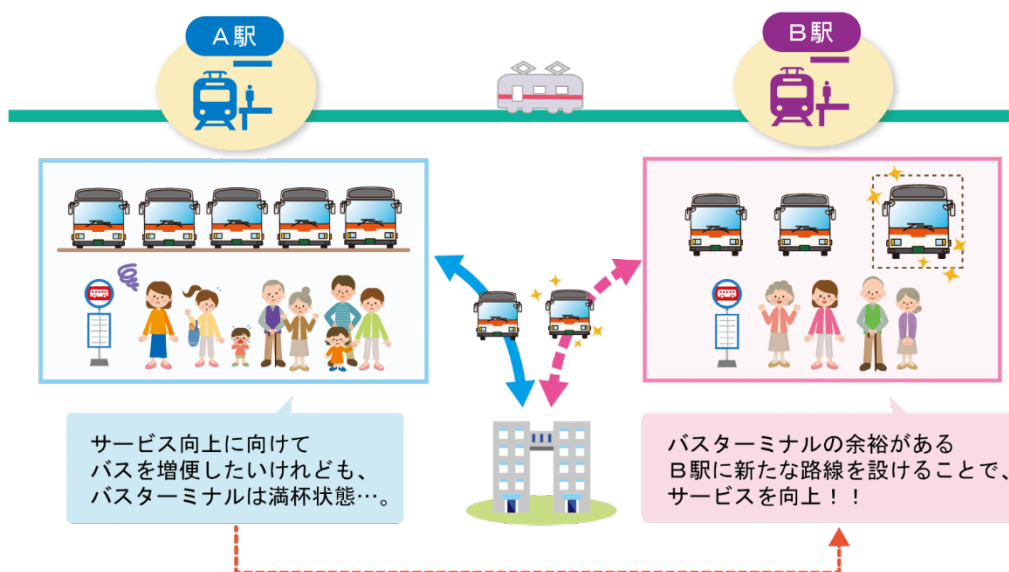 A駅
B駅
サービス向上に向けて
バスを増便したいけれども、
バスターミナルは満杯状態…。
バスターミナルの余裕がある
B駅に新たな路線を設けることで、
サービスを向上！！